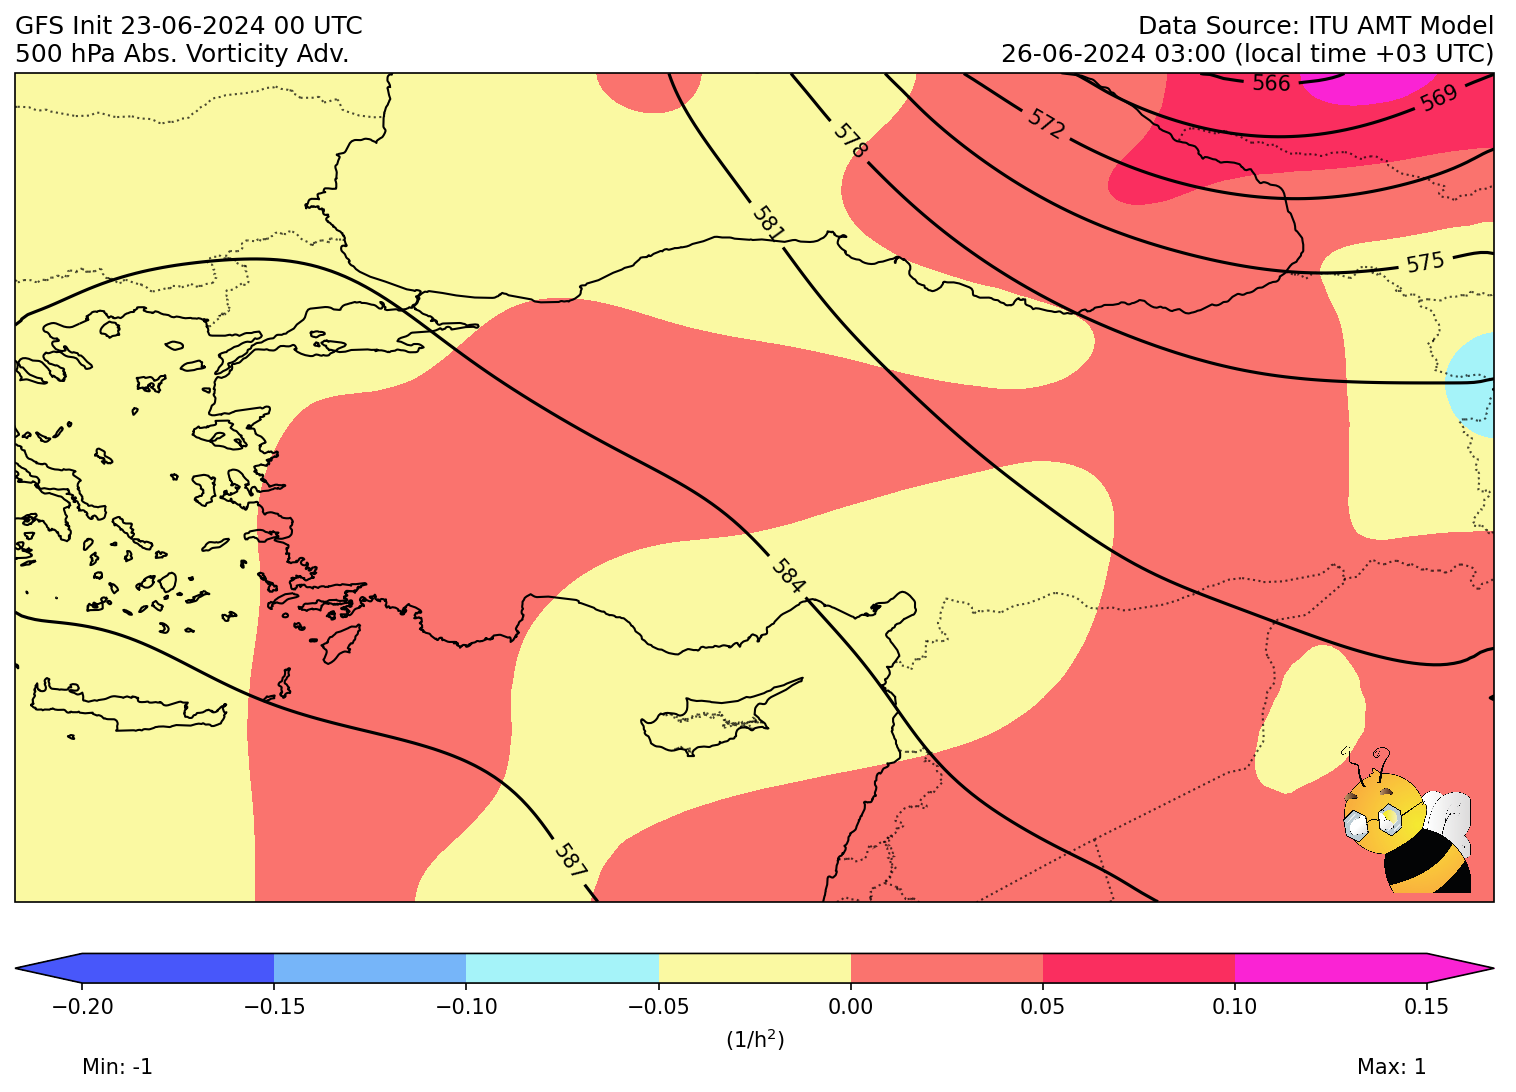 GFS Init 23-06-2024 00 UTC
Data Source: ITU AMT Model
500 hPa Abs. Vorticity Adv.
26-06-2024 03:00 (local time +03 UTC)
566
569
572
578
581
575
584
587
−0.20
−0.15
−0.10
−0.05
0.00
0.05
0.10
0.15
(1/h²)
Min: -1
Max: 1